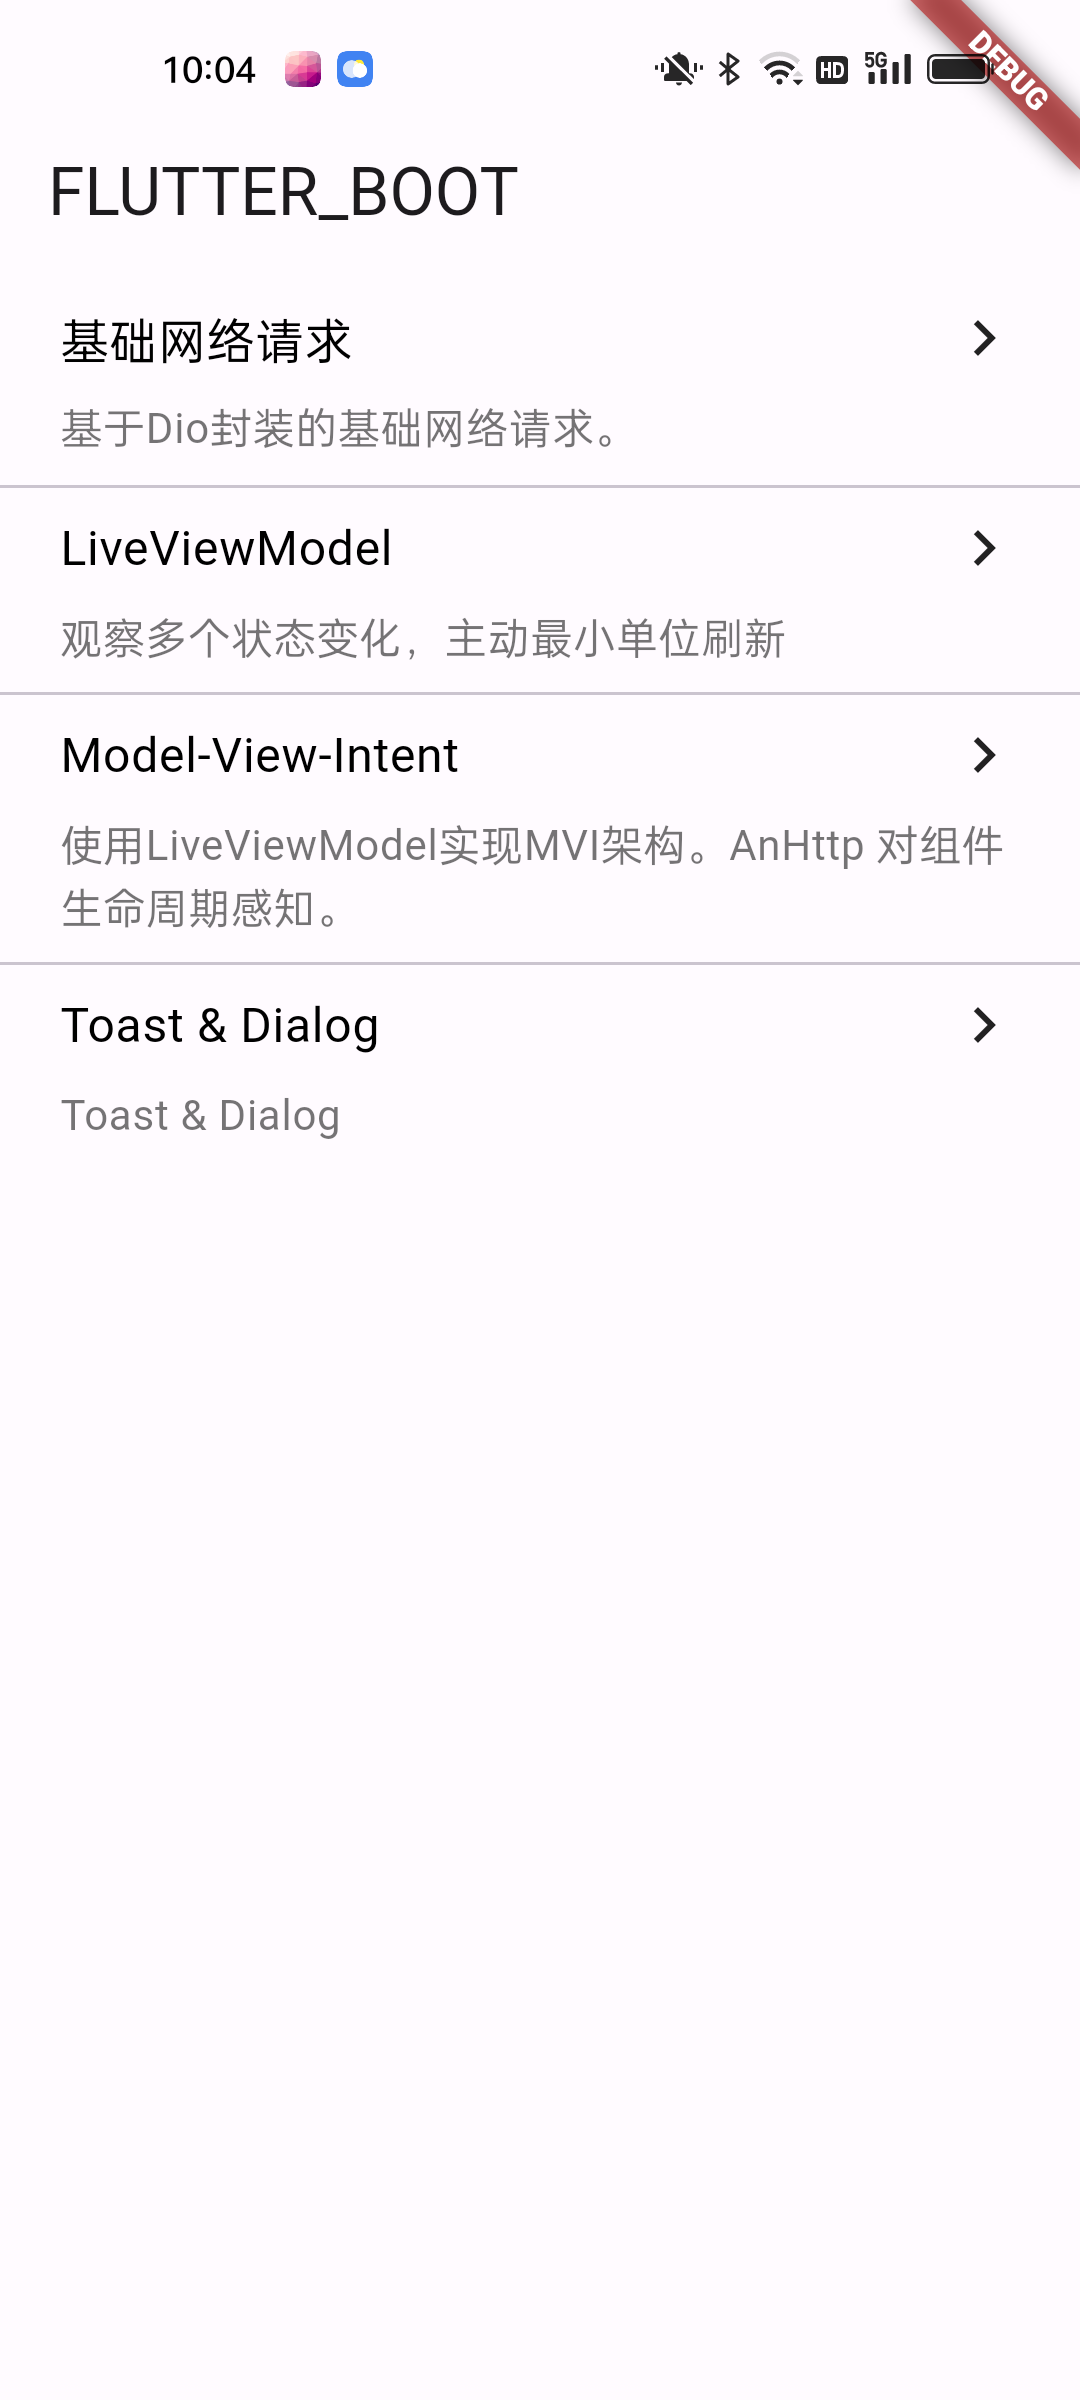 10:04
HD
5G
DEBUG
FLUTTER_BOOT
基础网络请求
基于Dio封装的基础网络请求。
LiveViewModel
观察多个状态变化，主动最小单位刷新
Model-View-Intent
使用LiveViewModel实现MVI架构。AnHttp 对组件
生命周期感知。
Toast & Dialog
Toast & Dialog